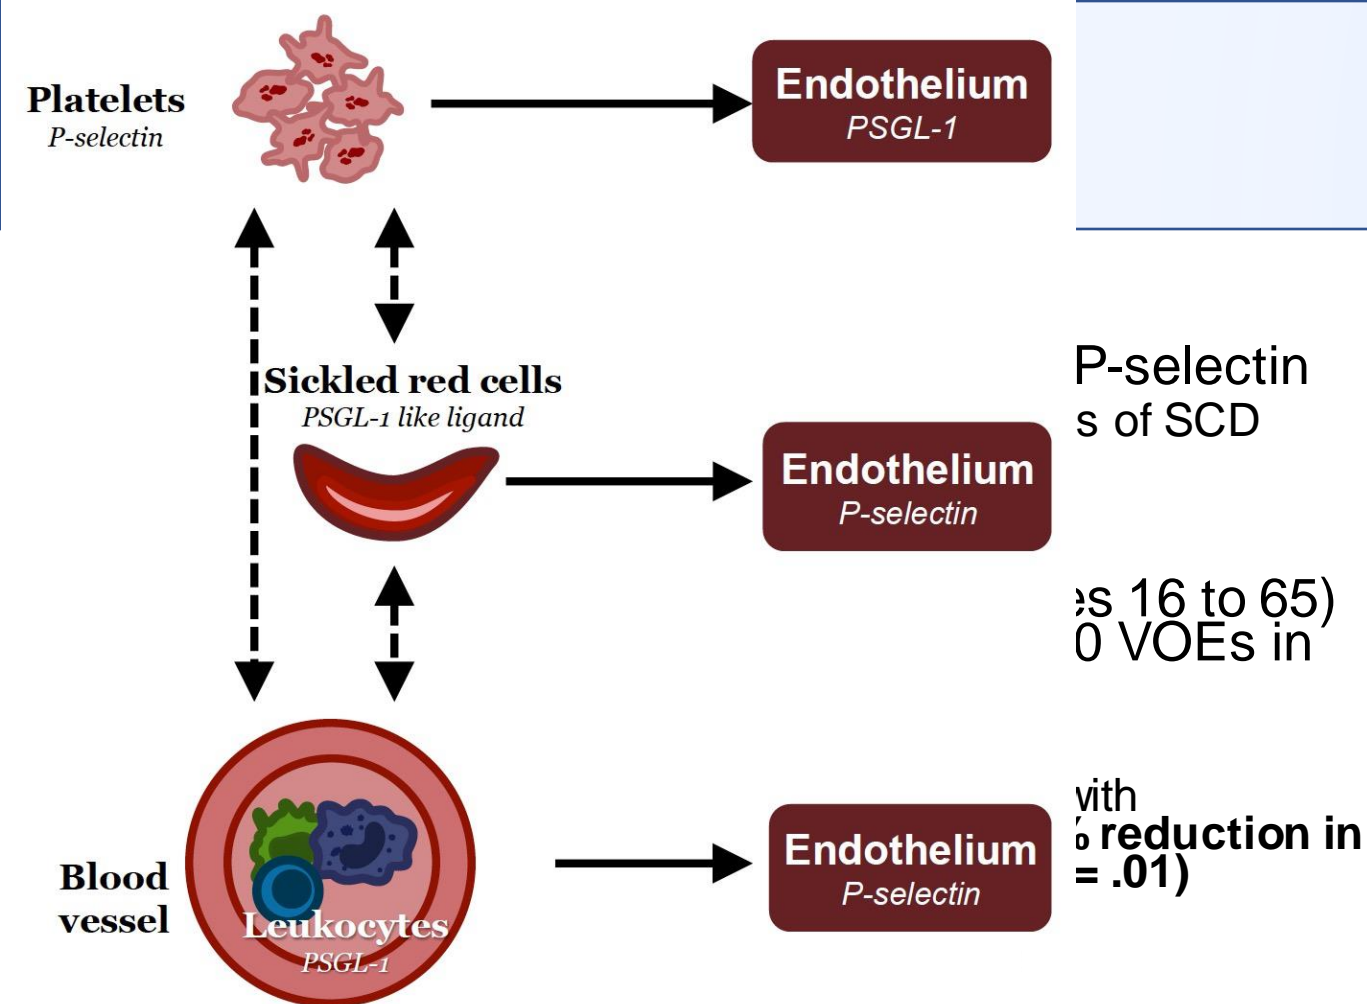 Platelets
P-selectin
Endothelium
PSGL-1
Sickled red cells
PSGL-1 like ligand
Endothelium
P-selectin
P-selectin
s of SCD
es 16 to 65)
0 VOEs in
Blood
vessel
Leukocytes
PSGL-1
Endothelium
P-selectin
with
% reduction in
= .01)